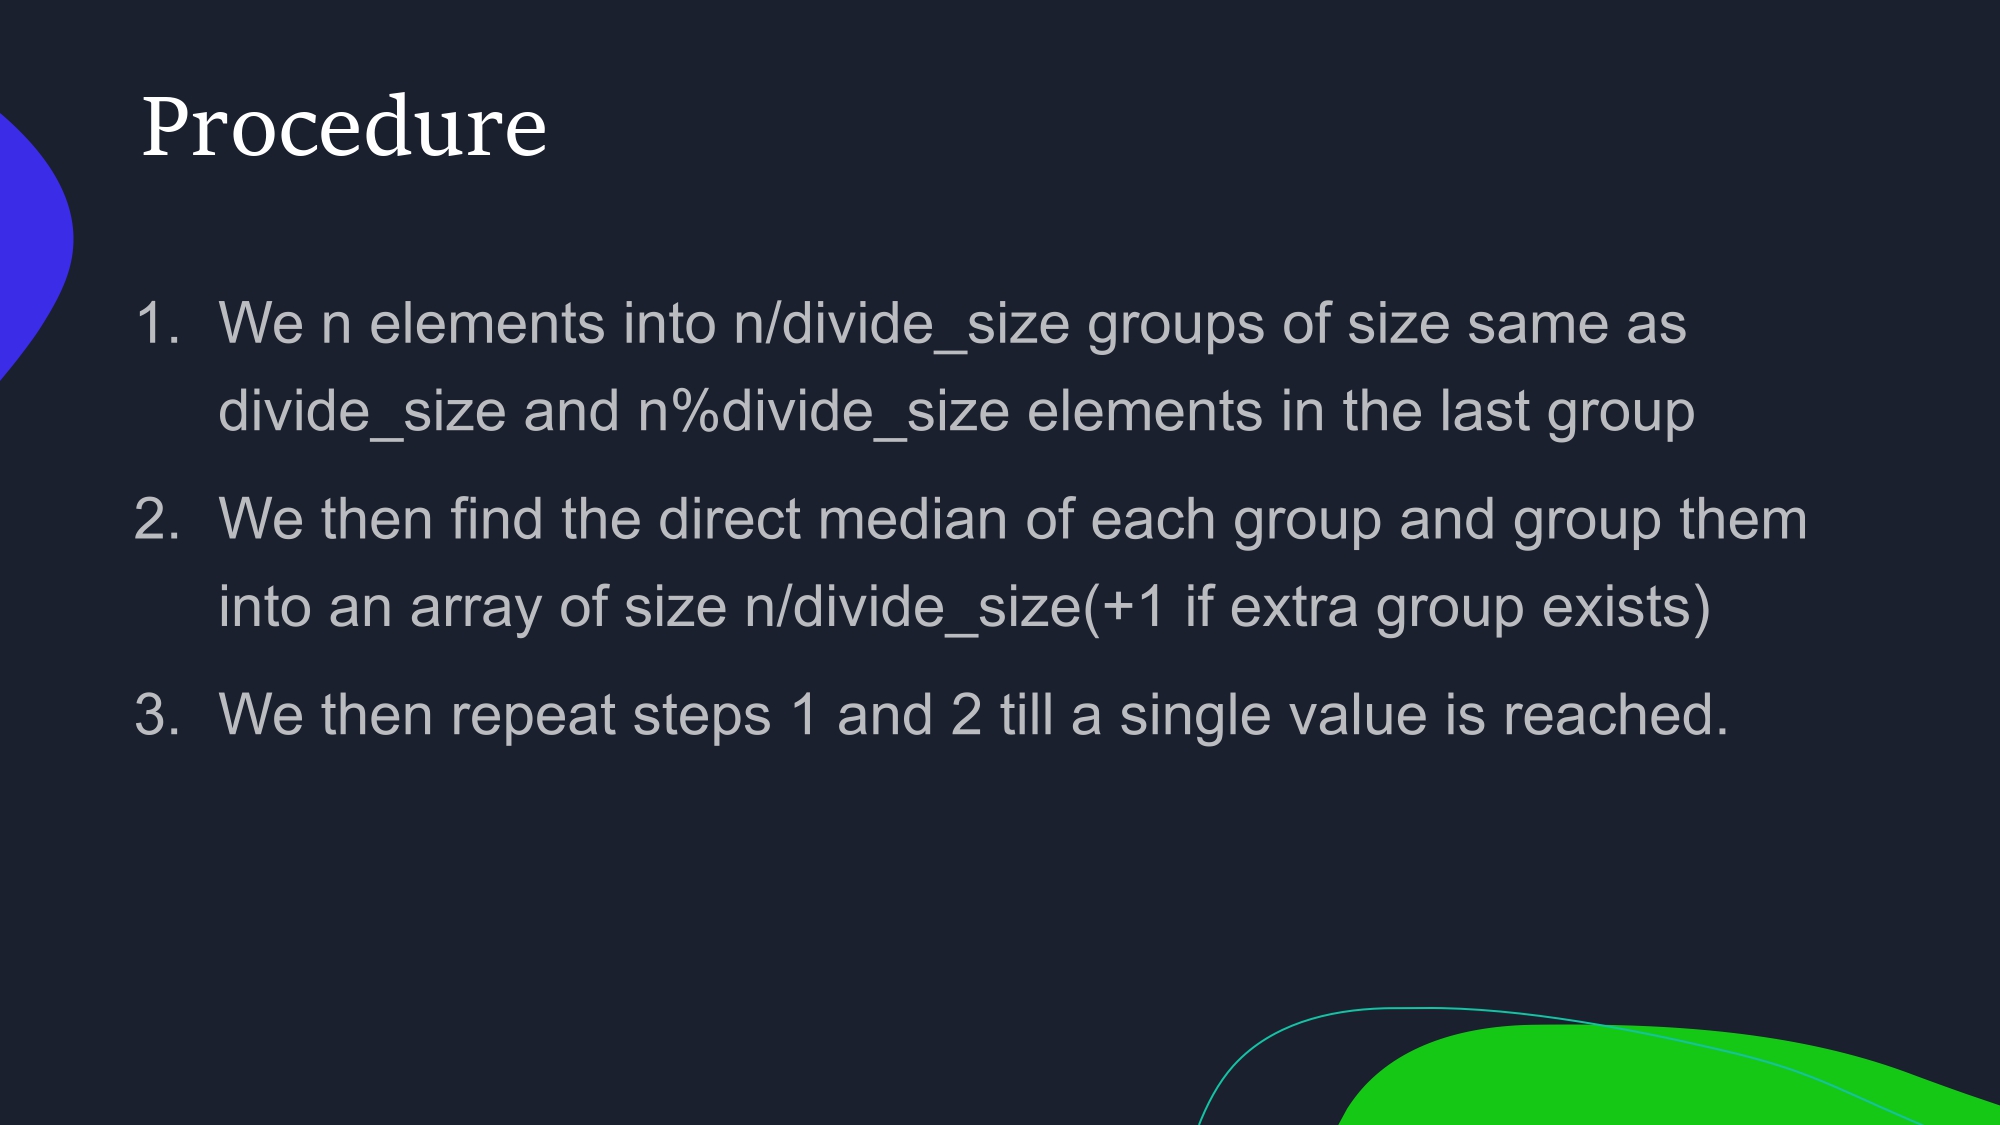 Procedure
1. We n elements into n/divide_size groups of size same as
divide_size and n%divide_size elements in the last group
2. We then find the direct median of each group and group them
into an array of size n/divide_size(+1 if extra group exists)
3. We then repeat steps 1 and 2 till a single value is reached.